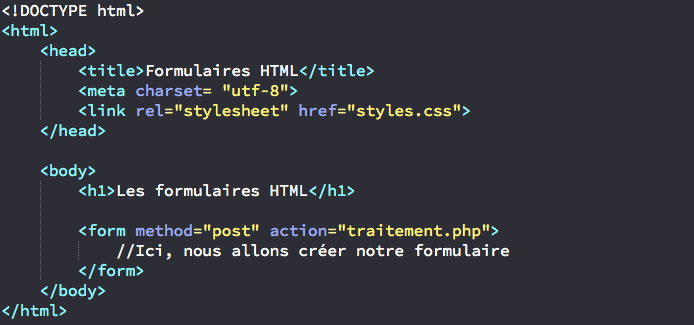 <!DOCTYPE html>
<html>
<head>
<title>Formulaires HTML</title>
<meta charset= "utf-8">
<link rel="stylesheet" href="styles.css">
</head>
<body>
<h1>Les formulaires HTML</h1>
<form method="post" action="traitement.php">
//Ici, nous allons créer notre formulaire
</form>
</body>
</html>